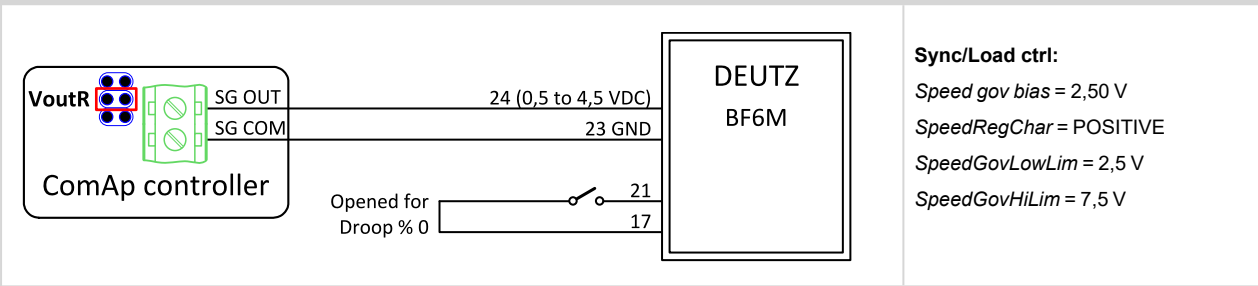 VoutR
SG OUT
SG COM
ComAp controller
24 (0,5 to 4,5 VDC)
23 GND
Opened for
Droop % 0
21
17
DEUTZ
BF6M
Sync/Load ctrl:
Speed gov bias = 2,50 V
SpeedRegChar = POSITIVE
SpeedGovLowLim = 2,5 V
SpeedGovHiLim = 7,5 V